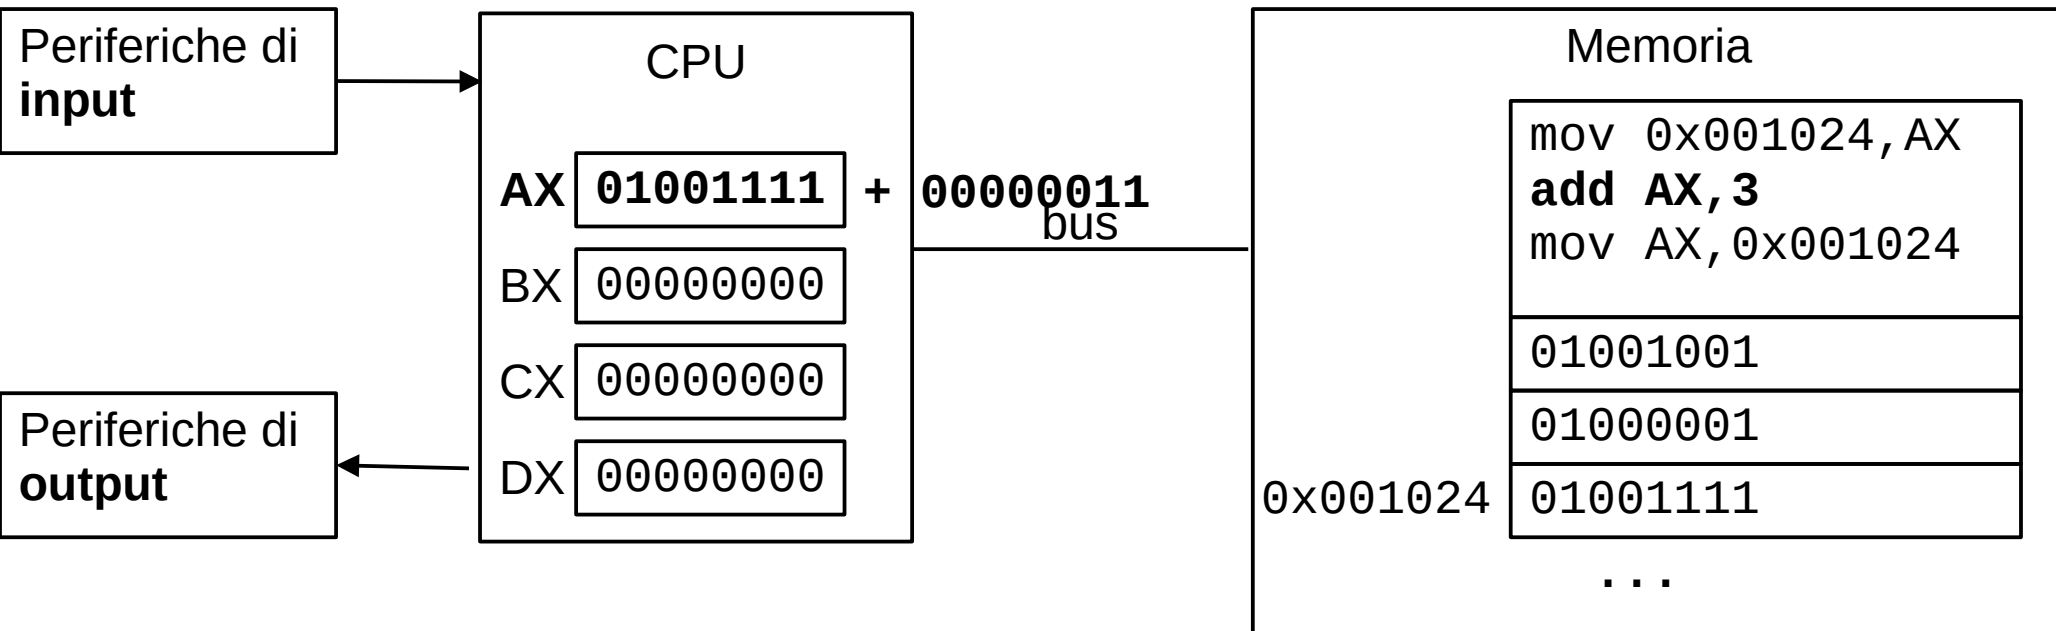 Periferiche di
input
CPU
AX 01001111 + 00000011
bus
BX 00000000
CX 00000000
DX 00000000
Periferiche di
output
Memoria
mov 0x001024,AX
add AX,3
mov AX,0x001024
01001001
01000001
0x001024 01001111
...